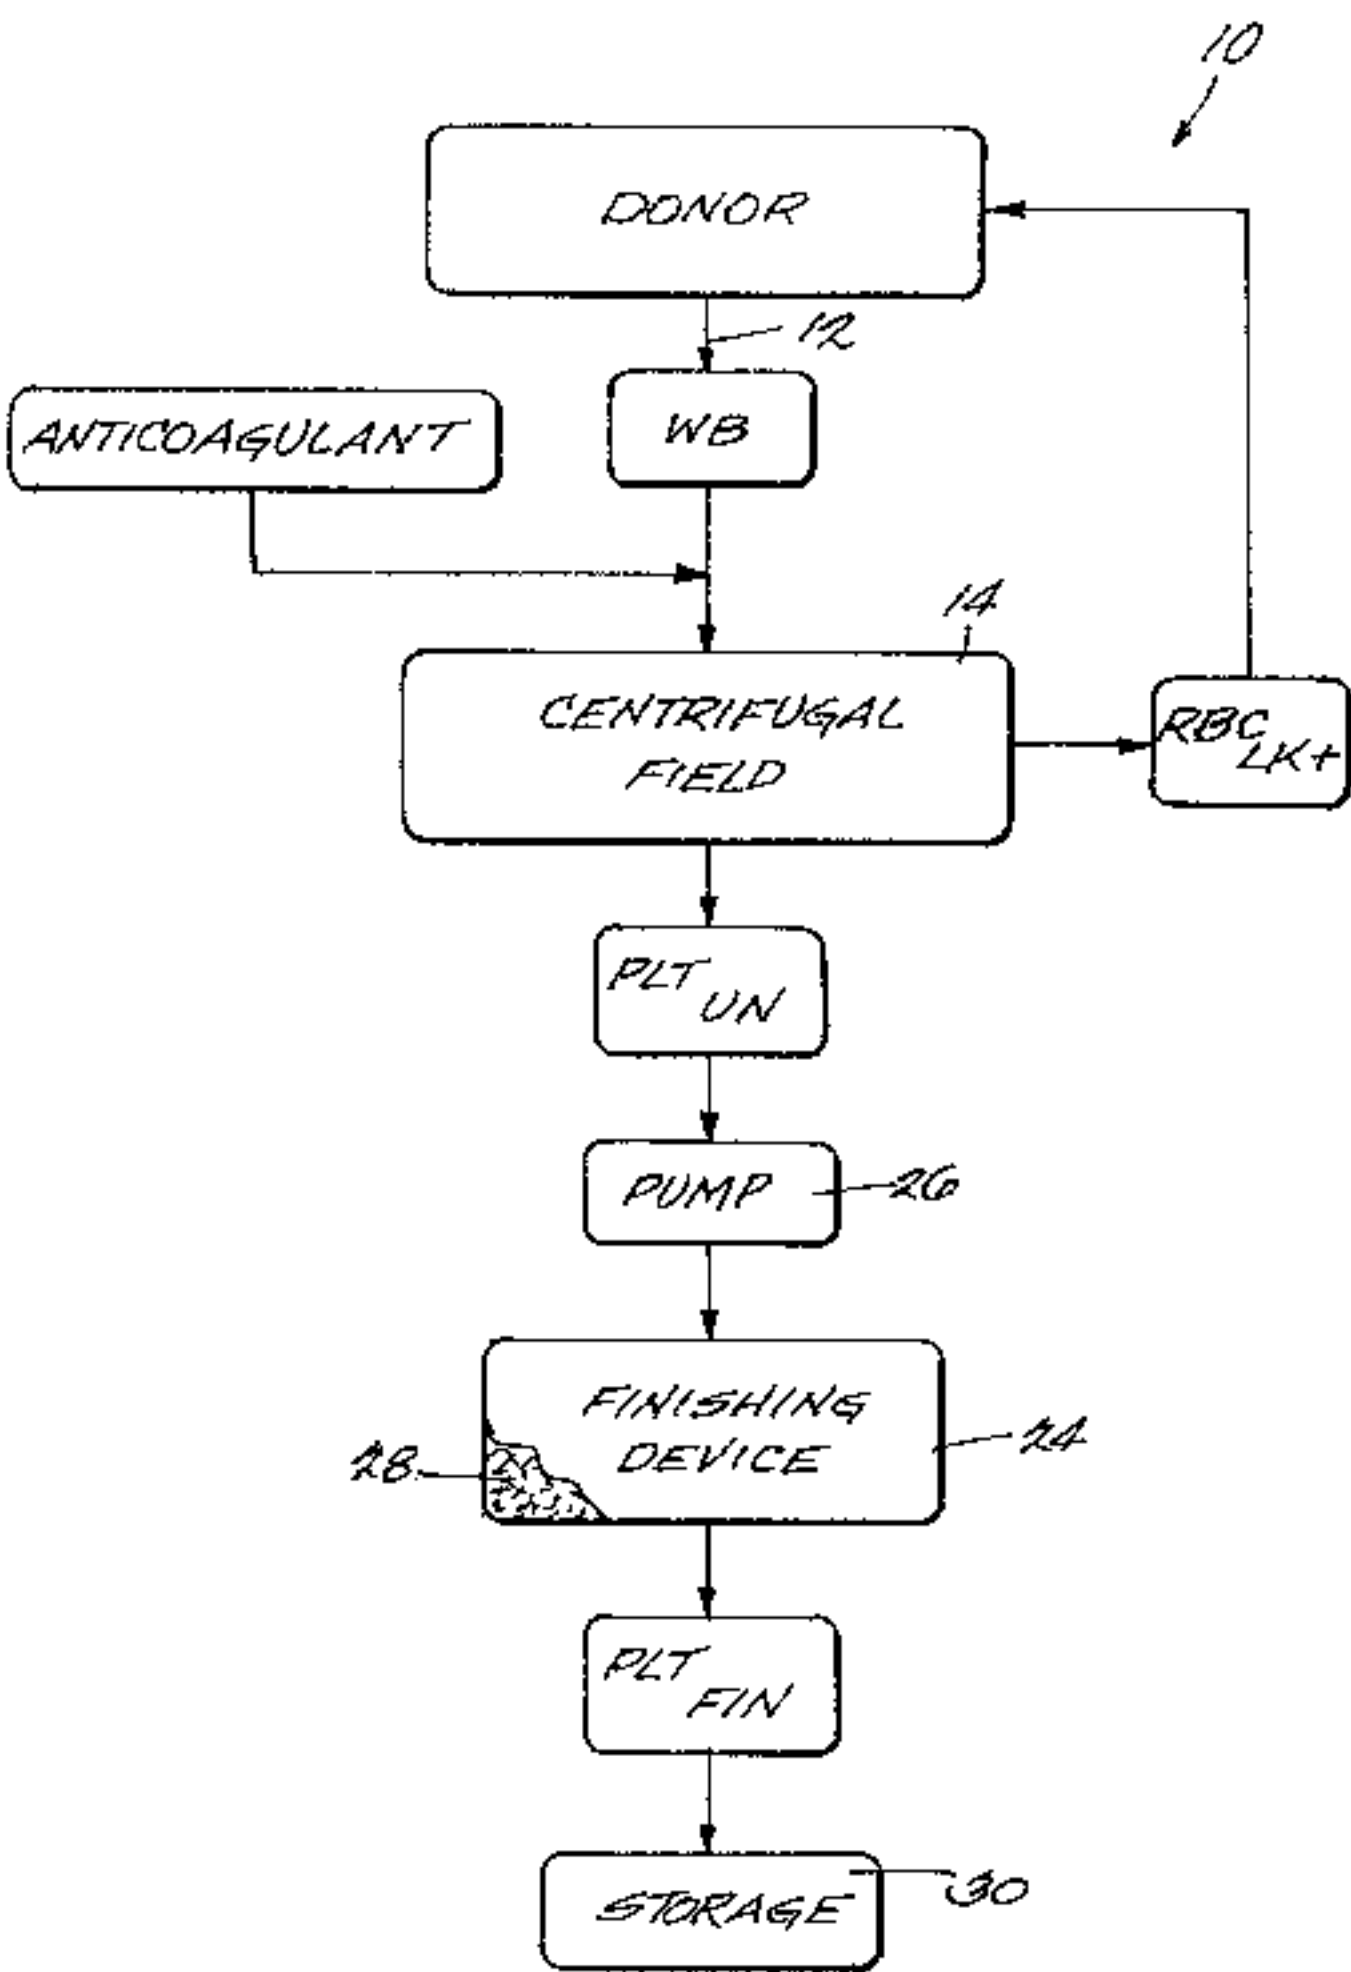 10
DONOR
12
ANTICOAGULANT
WB
14
CENTRIFUGAL
FIELD
RBC LK+
PLT
UN
PUMP
26
FINISHING
DEVICE
24
28
PLT
FIN
STORAGE
30